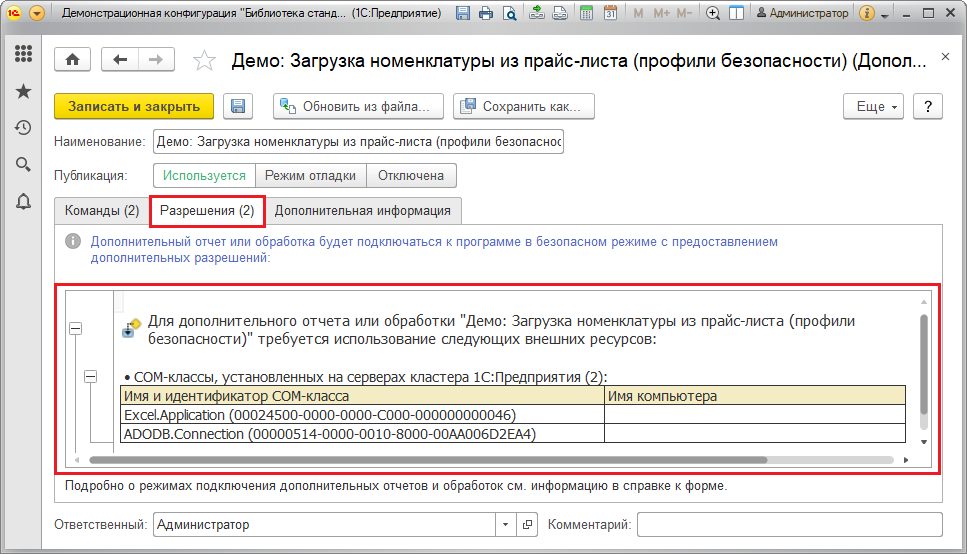 Демонстрационная конфигурация "Библиотека станд... (1С:Предприятие)
M M+ M- Администратор
Демо: Загрузка номенклатуры из прайс-листа (профили безопасности) (Допол...
Записать и закрыть Обновить из файла... Сохранить как... Еще ?
Наименование: Демо: Загрузка номенклатуры из прайс-листа (профили безопаснос
Публикация: Используется Режим отладки Отключена
Команды (2) Разрешения (2) Дополнительная информация
Дополнительный отчет или обработка будет подключаться к программе в безопасном режиме с предоставлением
дополнительных разрешений:
Для дополнительного отчета или обработки "Демо: Загрузка номенклатуры из прайс-листа (профили
безопасности)" требуется использование следующих внешних ресурсов:
• COM-классы, установленных на серверах кластера 1С:Предприятия (2):
Имя и идентификатор COM-класса Имя компьютера
Excel.Application (00024500-0000-0000-C000-000000000046)
ADODB.Connection (00000514-0000-0010-8000-00AA006D2EA4)
Подробно о режимах подключения дополнительных отчетов и обработок см. информацию в справке к форме.
Ответственный: Администратор Комментарий: